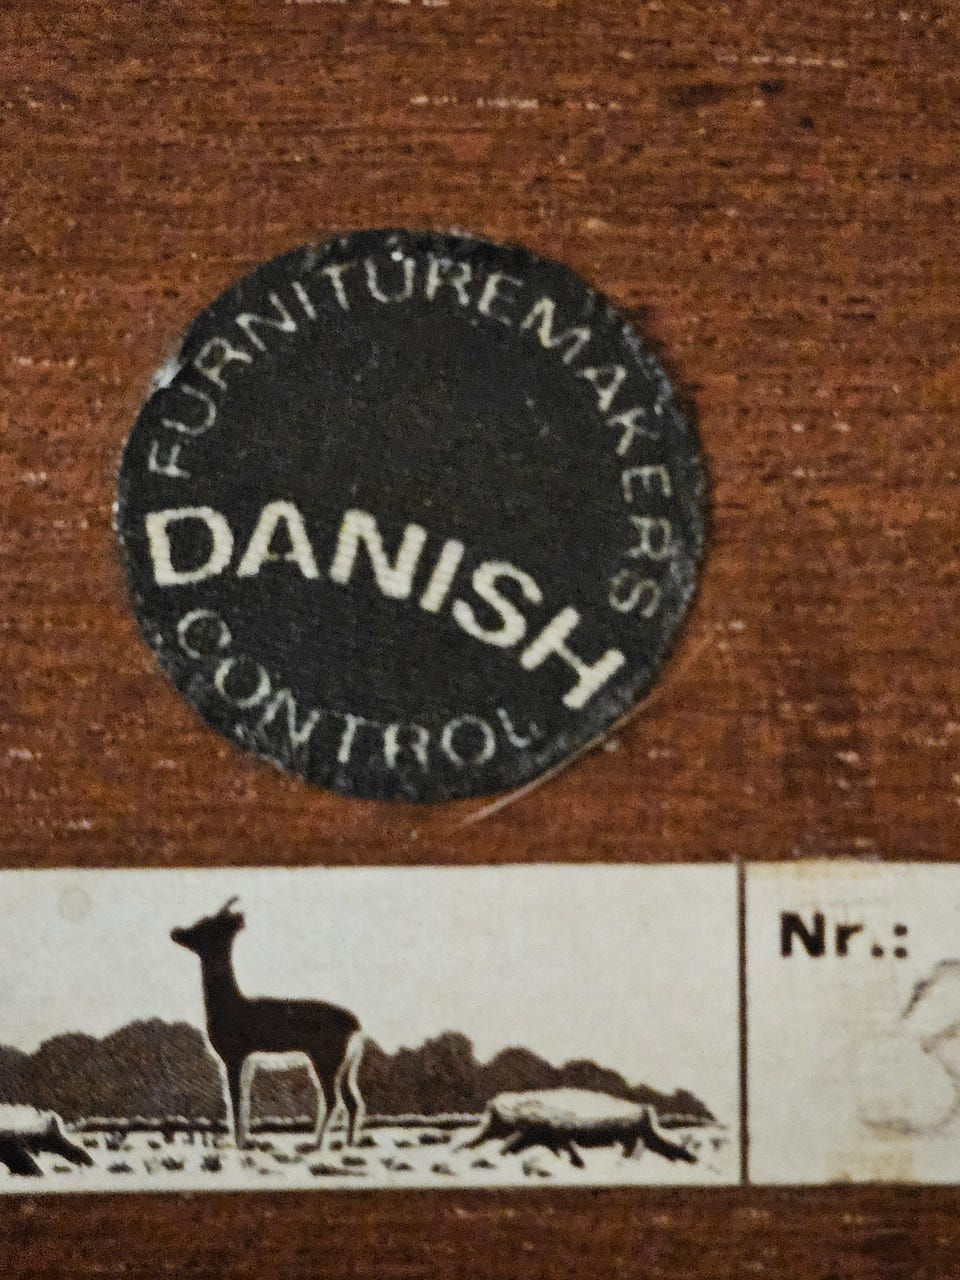 FURNITUREMAKERS
DANISH
CONTROL
Nr.: